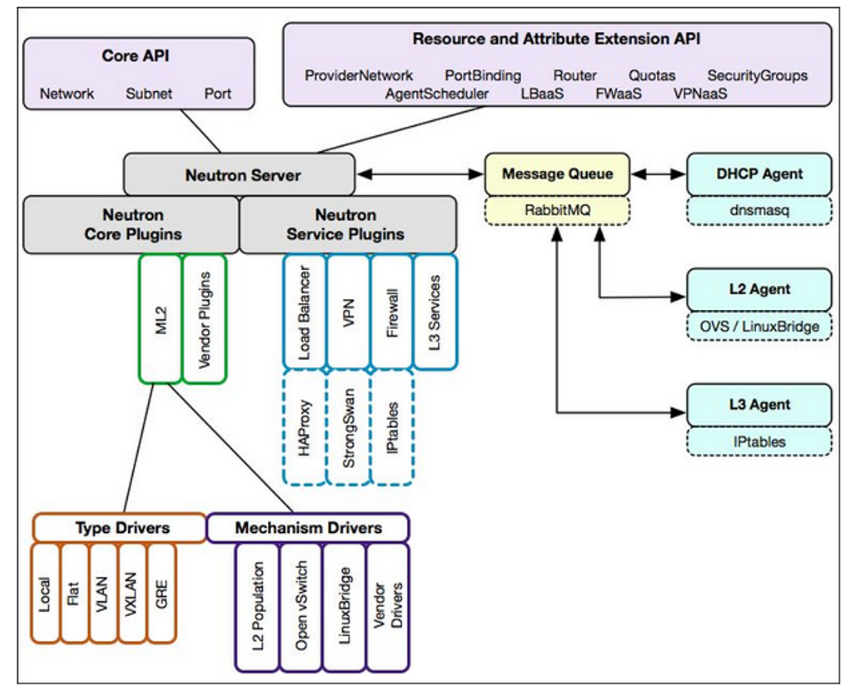 Core API
Network Subnet Port
Resource and Attribute Extension API
ProviderNetwork PortBinding Router Quotas SecurityGroups
AgentScheduler LBaaS FWaaS VPNaaS
Neutron Server
Neutron
Core Plugins
Neutron
Service Plugins
Message Queue
RabbitMQ
DHCP Agent
dnsmasq
L2 Agent
OVS / LinuxBridge
L3 Agent
IPtables
ML2
Vendor Plugins
Load Balancer
VPN
Firewall
L3 Services
HAProxy
StrongSwan
IPtables
Type Drivers
Local
Flat
VLAN
VXLAN
GRE
Mechanism Drivers
L2 Population
Open vSwitch
LinuxBridge
Vendor
Drivers